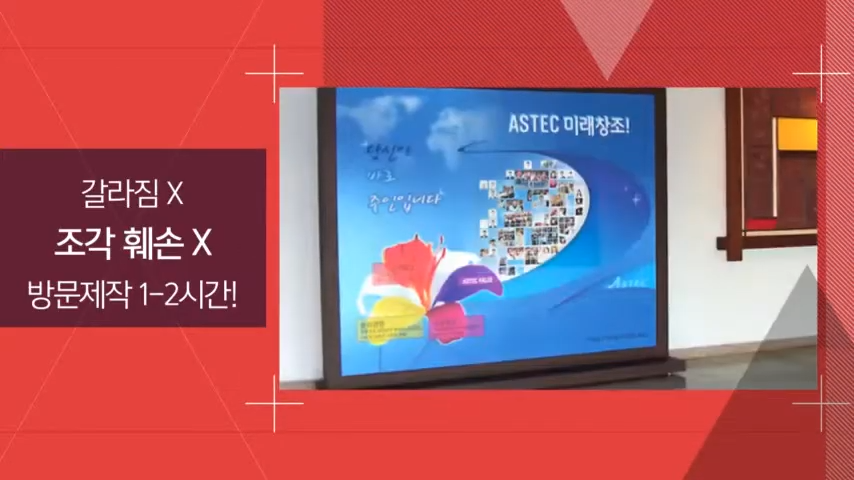 갈라짐 X
조각 훼손 X
방문제작 1-2시간!
ASTEC 미래창조!
당신이
바로
주인입니다
ASTEC VALUE
ASTEC